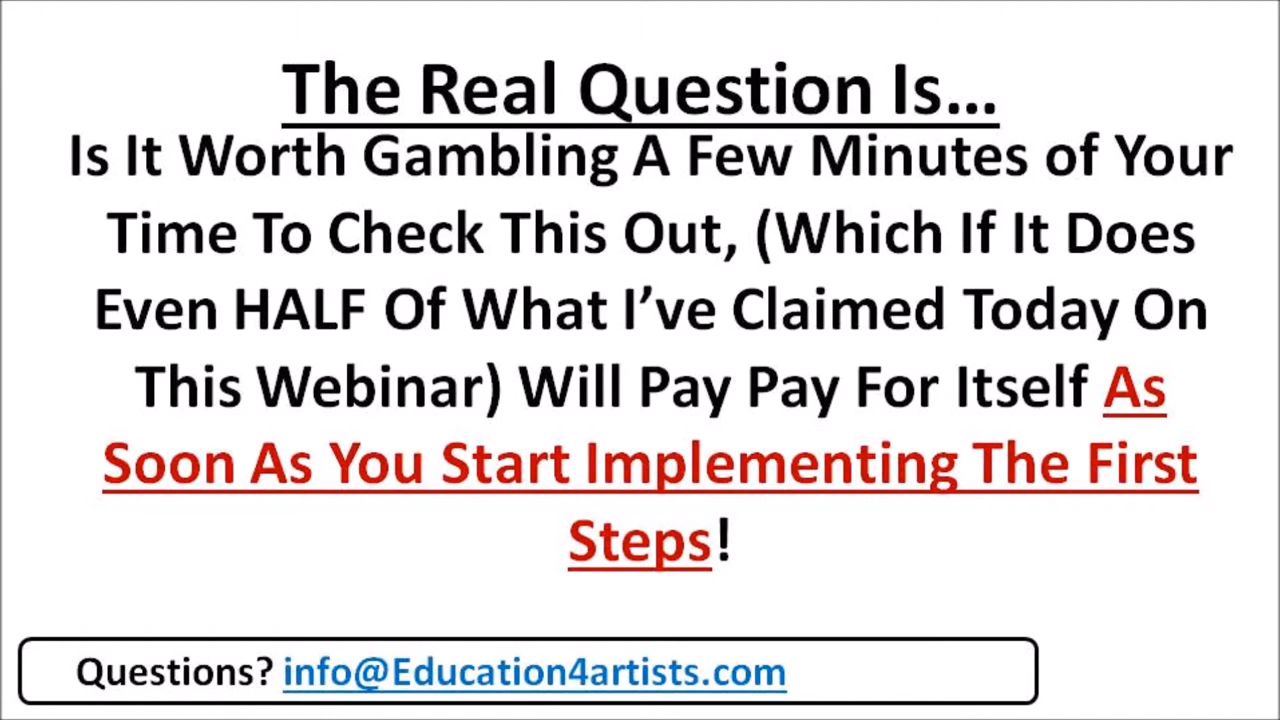 The Real Question Is...
Is It Worth Gambling A Few Minutes of Your
Time To Check This Out, (Which If It Does
Even HALF Of What I’ve Claimed Today On
This Webinar) Will Pay Pay For Itself As
Soon As You Start Implementing The First
Steps!
Questions? info@Education4artists.com